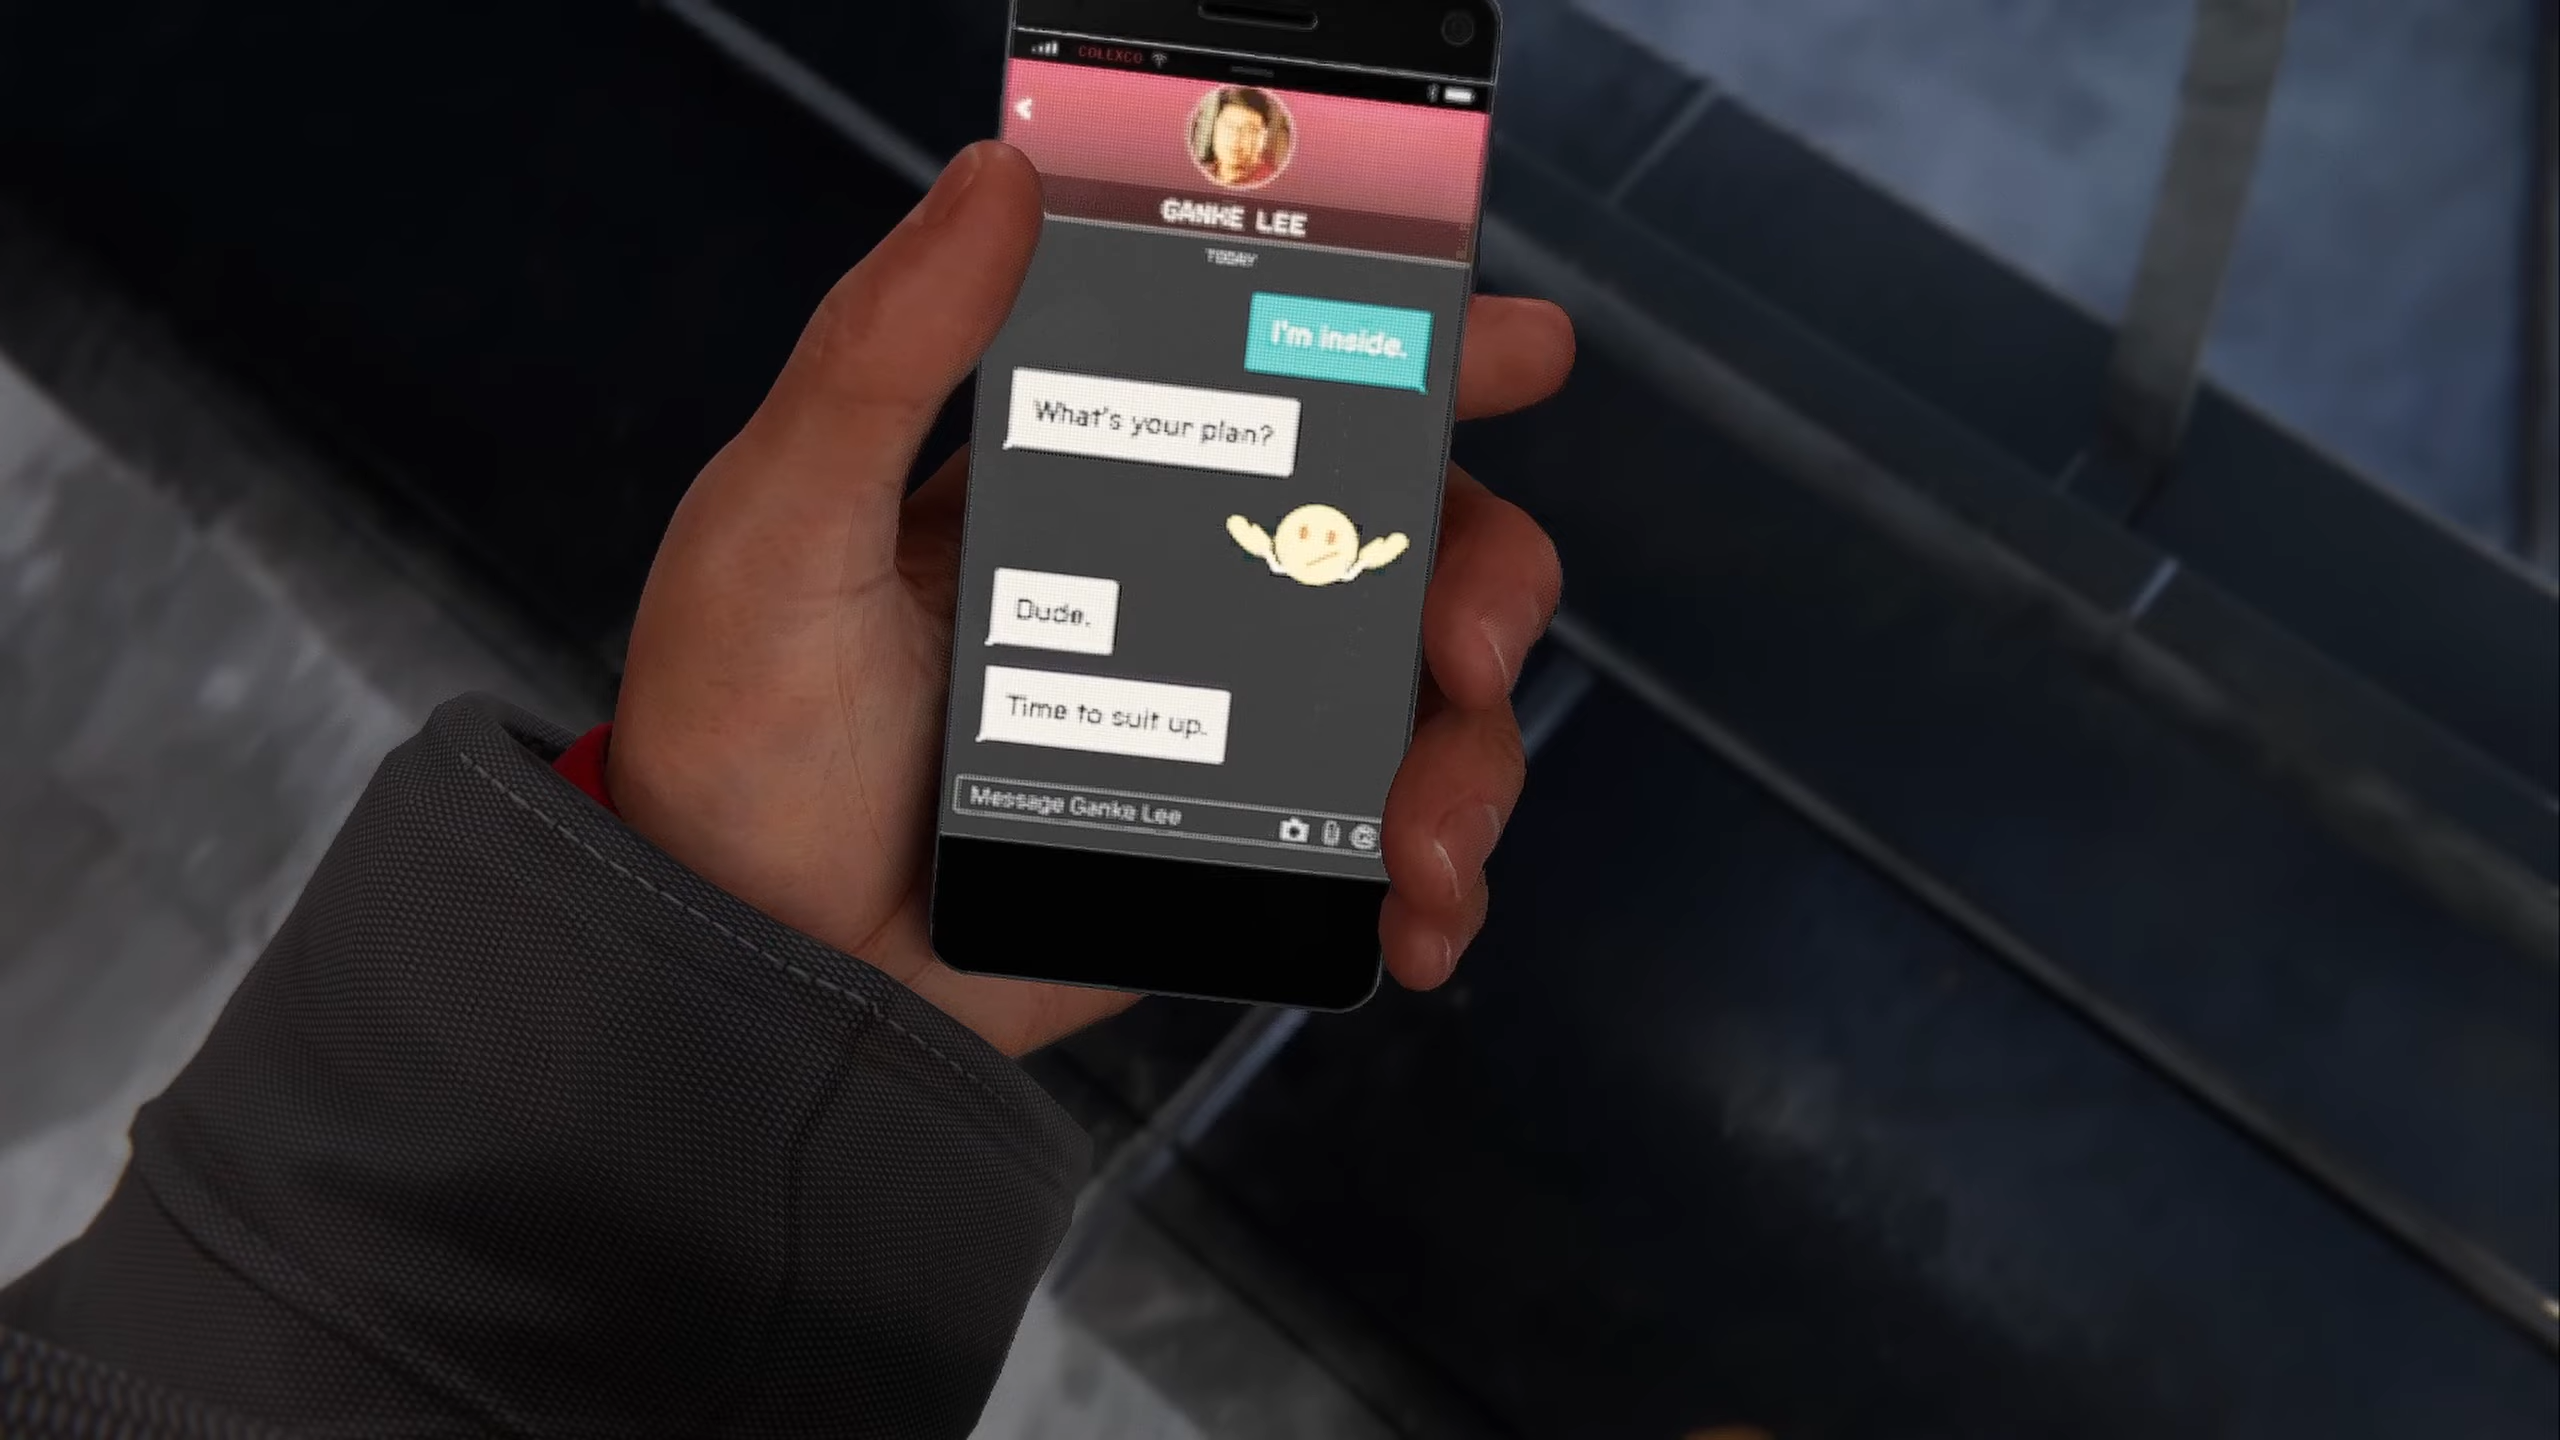 COLEXCO
GANKE LEE
TODAY
I'm inside.
What's your plan?
Dude.
Time to suit up.
Message Ganke Lee